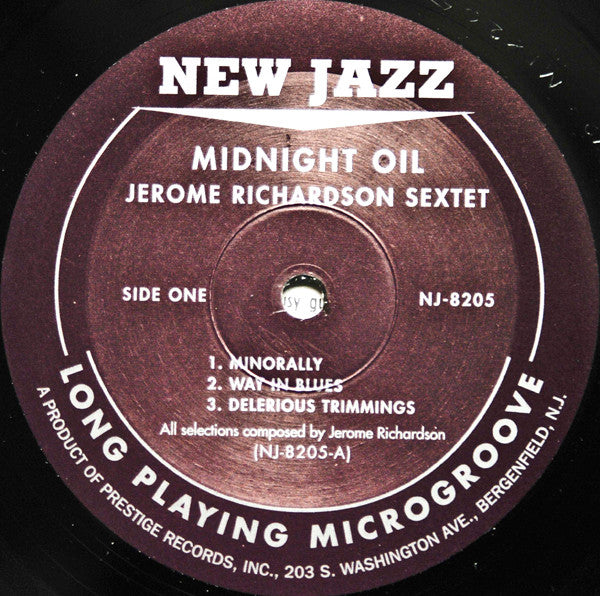 NEW JAZZ
MIDNIGHT OIL
JEROME RICHARDSON SEXTET
SIDE ONE
NJ-8205
1. MINORALLY
2. WAY IN BLUES
3. DELERIOUS TRIMMINGS
All selections composed by Jerome Richardson
(NJ-8205-A)
LONG PLAYING MICROGROOVE
A PRODUCT OF PRESTIGE RECORDS, INC., 203 S. WASHINGTON AVE., BERGENFIELD, N.J.